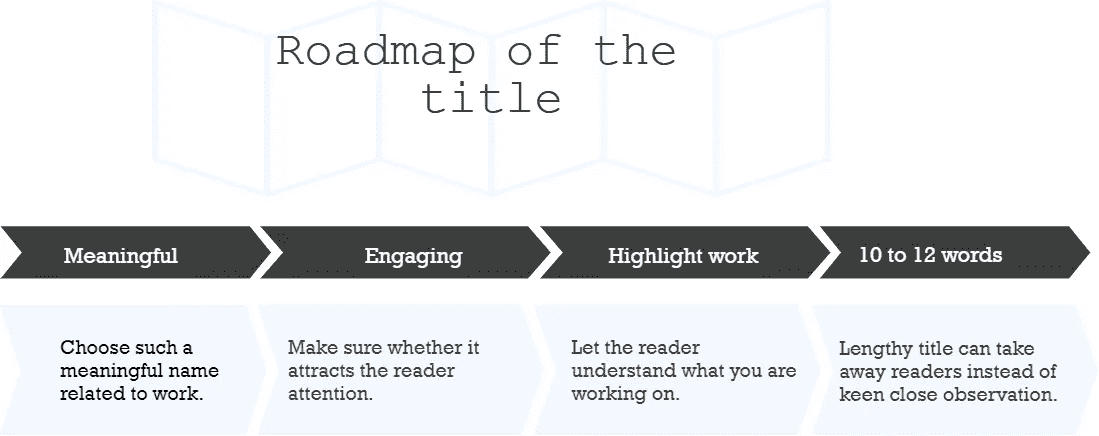 Roadmap of the
title
Meaningful
Engaging
Highlight work
10 to 12 words
Choose such a
meaningful name
related to work.
Make sure whether it
attracts the reader
attention.
Let the reader
understand what you are
working on.
Lengthy title can take
away readers instead of
keen close observation.